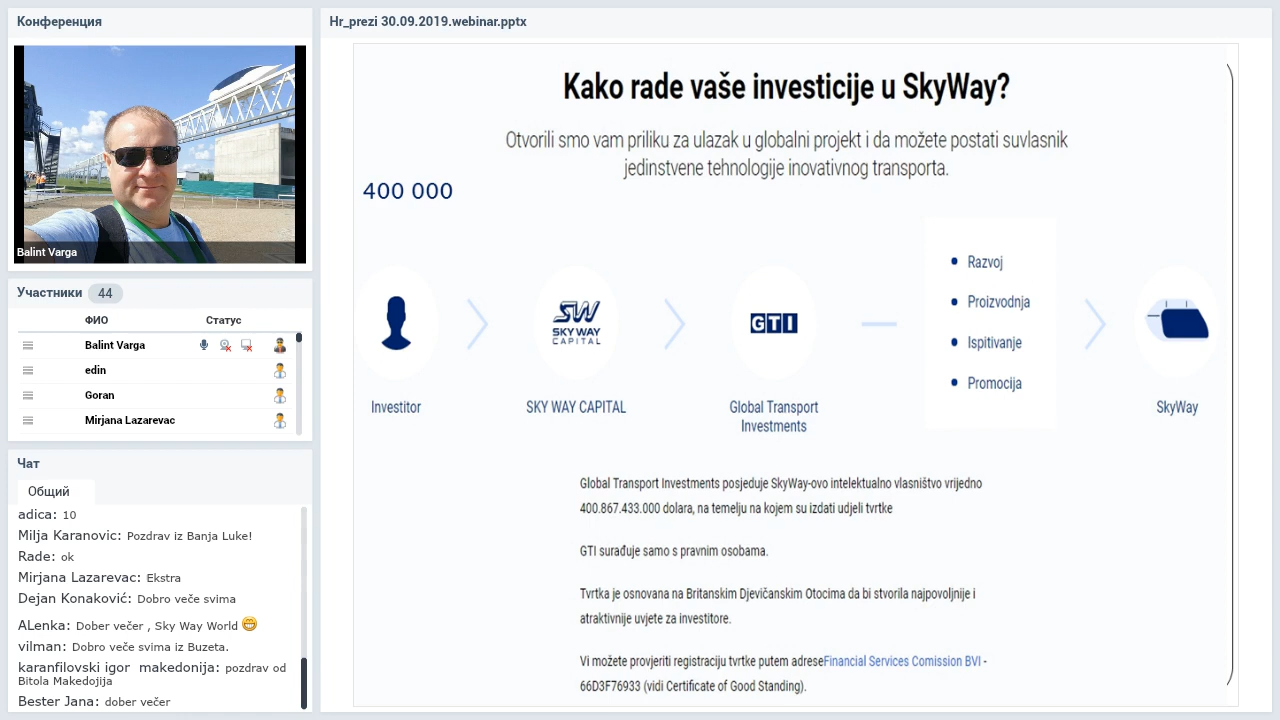 Конференция
Balint Varga
Участники 44
ФИО Статус
Balint Varga
edin
Goran
Mirjana Lazarevac
Чат
Общий
adica: 10
Milja Karanovic: Pozdrav iz Banja Luke!
Rade: ok
Mirjana Lazarevac: Ekstra
Dejan Konaković: Dobro veče svima
ALenka: Dober večer , Sky Way World
vilman: Dobro veče svima iz Buzeta.
karanfilovski igor makedonija: pozdrav od
Bitola Makedojija
Bester Jana: dober večer
Hr_prezi 30.09.2019.webinar.pptx
Kako rade vaše investicije u SkyWay?
Otvorili smo vam priliku za ulazak u globalni projekt i da možete postati suvlasnik
jedinstvene tehnologije inovativnog transporta.
400 000
SW
SKY WAY
CAPITAL
GTI
Investitor
SKY WAY CAPITAL
Global Transport
Investments
Razvoj
Proizvodnja
Ispitivanje
Promocija
SkyWay
Global Transport Investments posjeduje SkyWay-ovo intelektualno vlasništvo vrijedno
400.867.433.000 dolara, na temelju na kojem su izdati udjeli tvrtke
GTI surađuje samo s pravnim osobama.
Tvrtka je osnovana na Britanskim Djevičanskim Otocima da bi stvorila najpovoljnije i
atraktivnije uvjete za investitore.
Vi možete provjeriti registraciju tvrtke putem adreseFinancial Services Comission BVI -
66D3F76933 (vidi Certificate of Good Standing).